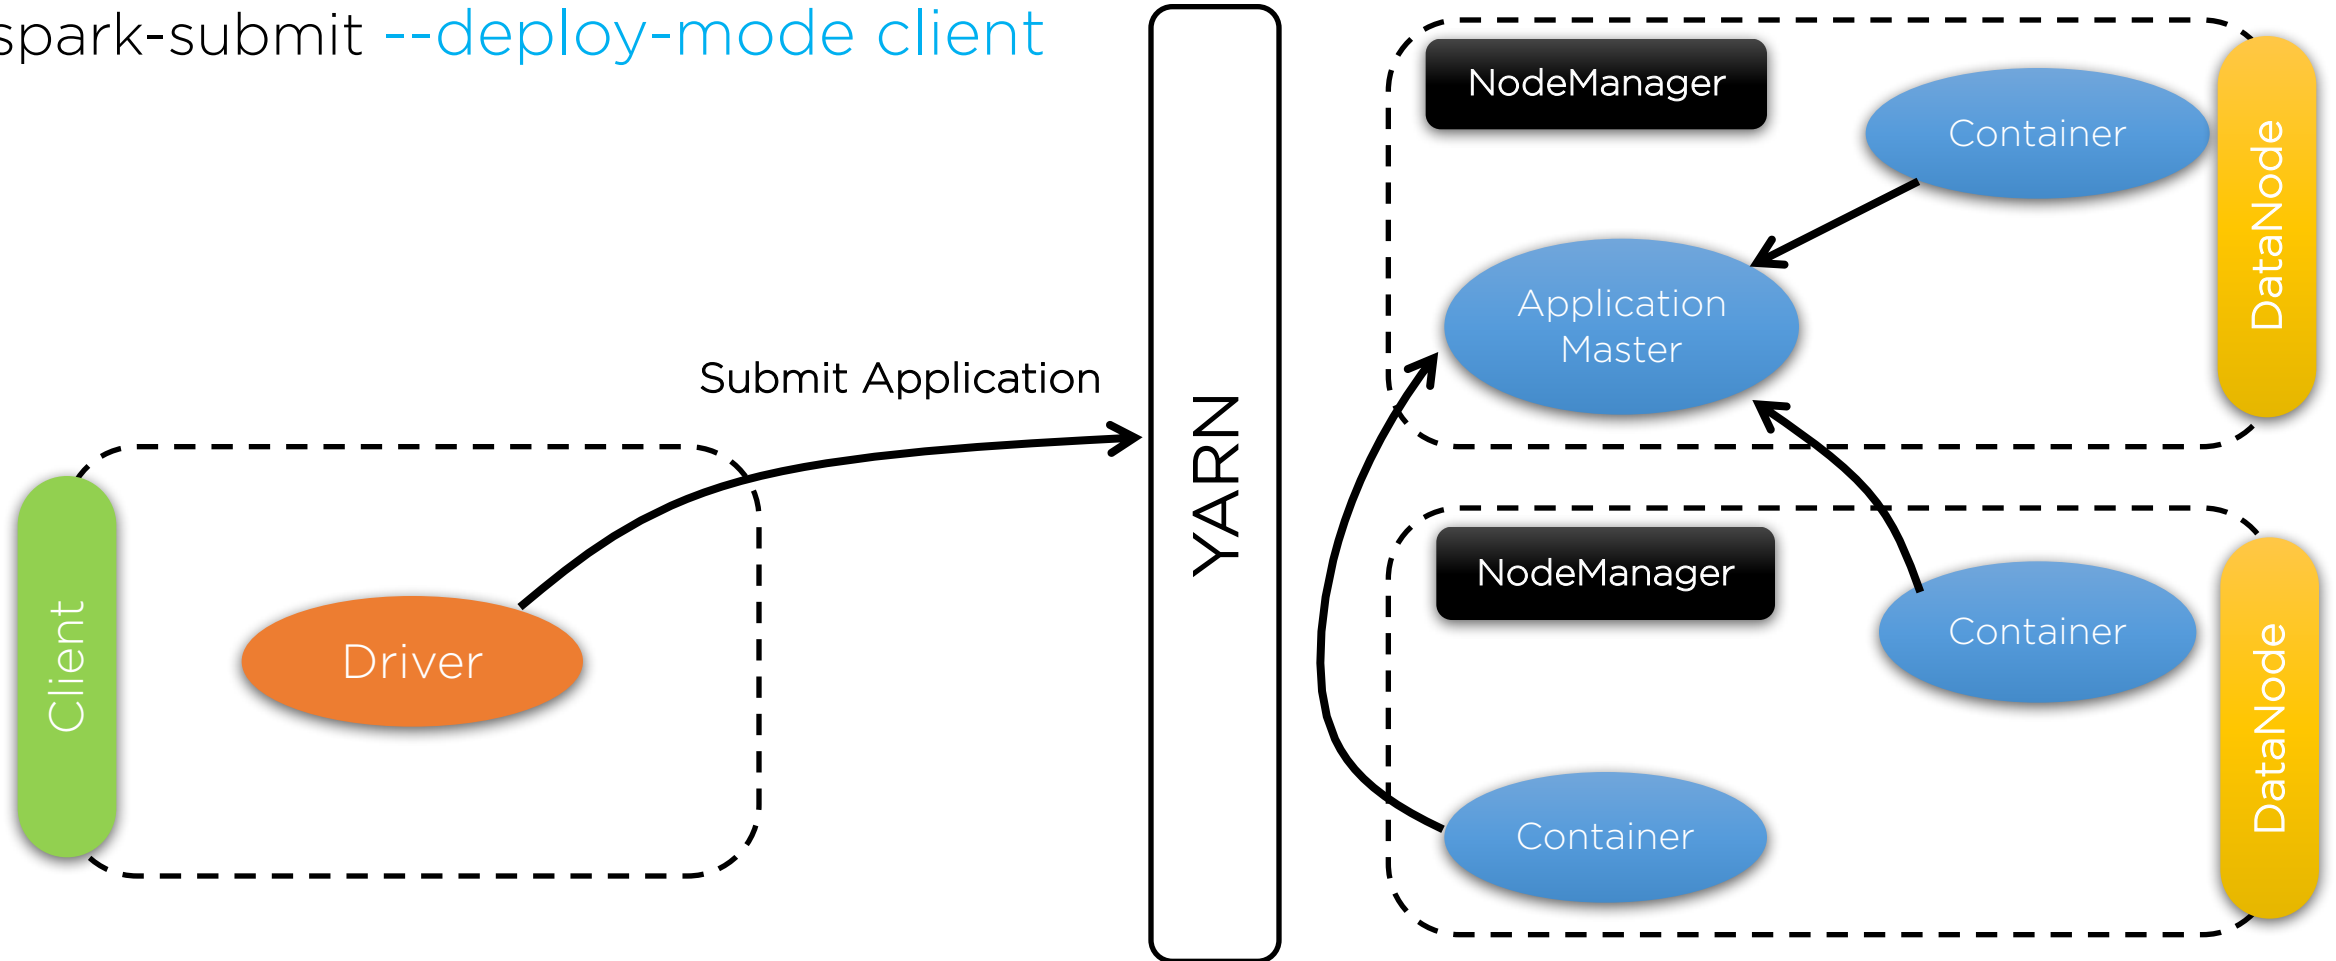 spark-submit --deploy-mode client
NodeManager
Container
DataNode
Application
Master
Submit Application
YARN
Client
Driver
NodeManager
Container
DataNode
Container